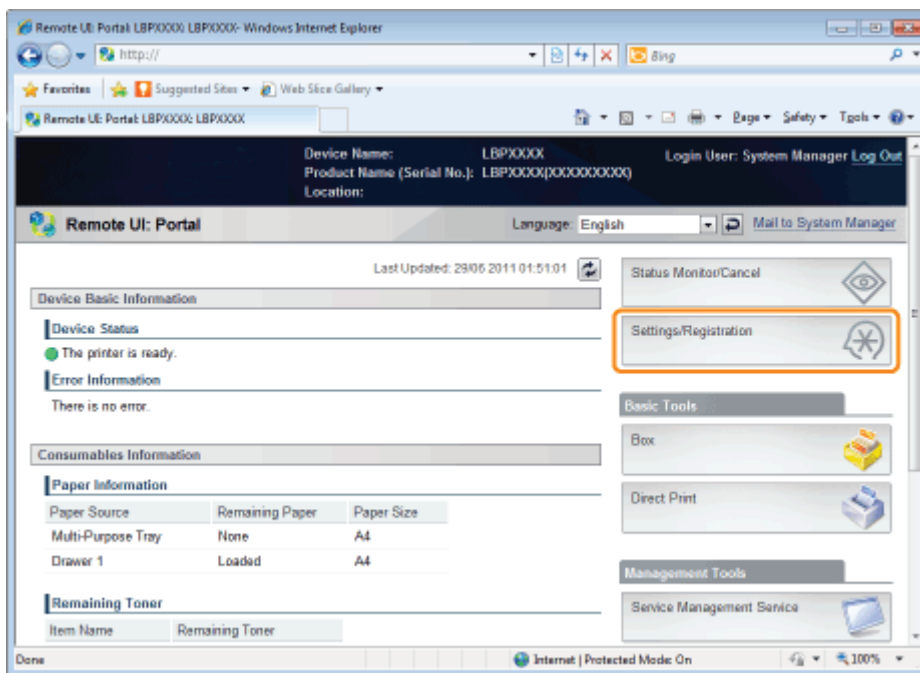 Remote UI: Portal: LBPXXXX: LBPXXXX- Windows Internet Explorer
http://
Bing
Favorites Suggested Sites Web Slice Gallery
Remote UI: Portal: LBPXXXX: LBPXXXX
Page Safety Tools
Device Name: LBPXXXX Login User: System Manager Log Out
Product Name (Serial No.): LBPXXXX(XXXXXXXXX)
Location:
Remote UI: Portal Language: English Mail to System Manager
Last Updated: 29/06 2011 01:51:01
Status Monitor/Cancel
Device Basic Information
Device Status
Settings/Registration
The printer is ready.
Error Information
There is no error.
Basic Tools
Box
Consumables Information
Paper Information
Direct Print
Paper Source Remaining Paper Paper Size
Multi-Purpose Tray None A4
Drawer 1 Loaded A4
Management Tools
Remaining Toner
Service Management Service
Item Name Remaining Toner
Done Internet | Protected Mode: On 100%